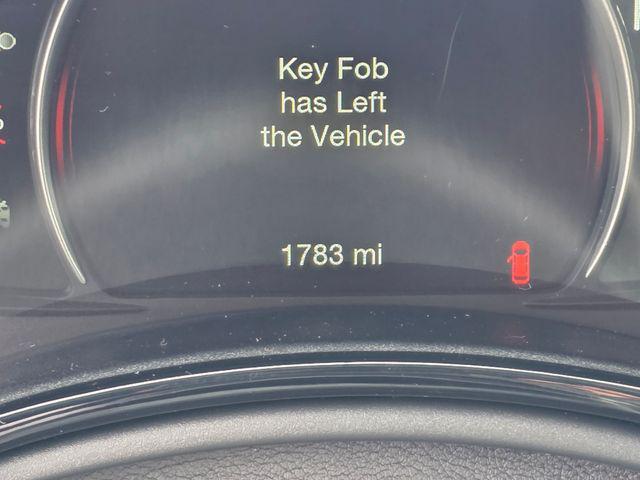 Key Fob
has Left
the Vehicle
1783 mi